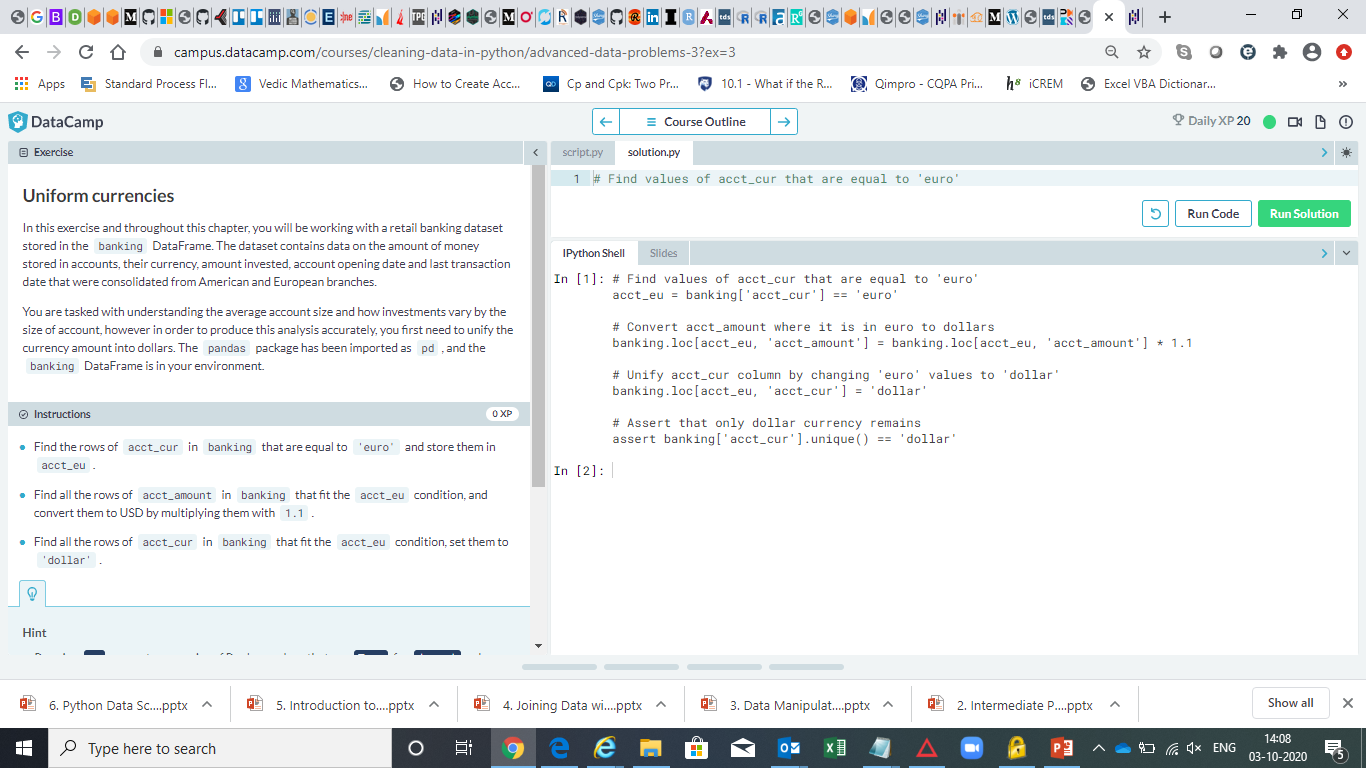 campus.datacamp.com/courses/cleaning-data-in-python/advanced-data-problems-3?ex=3
Apps
Standard Process Fl...
Vedic Mathematics...
How to Create Acc...
Cp and Cpk: Two Pr...
10.1 - What if the R...
Qimpro - CQPA Pri...
iCREM
Excel VBA Dictionar...
»
DataCamp
Course Outline
Daily XP 20
Exercise
Uniform currencies
In this exercise and throughout this chapter, you will be working with a retail banking dataset
stored in the banking DataFrame. The dataset contains data on the amount of money
stored in accounts, their currency, amount invested, account opening date and last transaction
date that were consolidated from American and European branches.
You are tasked with understanding the average account size and how investments vary by the
size of account, however in order to produce this analysis accurately, you first need to unify the
currency amount into dollars. The pandas package has been imported as pd , and the
banking DataFrame is in your environment.
Instructions
0 XP
Find the rows of acct_cur in banking that are equal to 'euro' and store them in
acct_eu .
Find all the rows of acct_amount in banking that fit the acct_eu condition, and
convert them to USD by multiplying them with 1.1 .
Find all the rows of acct_cur in banking that fit the acct_eu condition, set them to
'dollar' .
Hint
script.py
solution.py
1 # Find values of acct_cur that are equal to 'euro'
Run Code
Run Solution
IPython Shell
Slides
In [1]: # Find values of acct_cur that are equal to 'euro'
acct_eu = banking['acct_cur'] == 'euro'
# Convert acct_amount where it is in euro to dollars
banking.loc[acct_eu, 'acct_amount'] = banking.loc[acct_eu, 'acct_amount'] * 1.1
# Unify acct_cur column by changing 'euro' values to 'dollar'
banking.loc[acct_eu, 'acct_cur'] = 'dollar'
# Assert that only dollar currency remains
assert banking['acct_cur'].unique() == 'dollar'
In [2]:
6. Python Data Sc....pptx
5. Introduction to....pptx
4. Joining Data wi....pptx
3. Data Manipulat....pptx
2. Intermediate P....pptx
Show all
Type here to search
ENG
14:08
03-10-2020
5